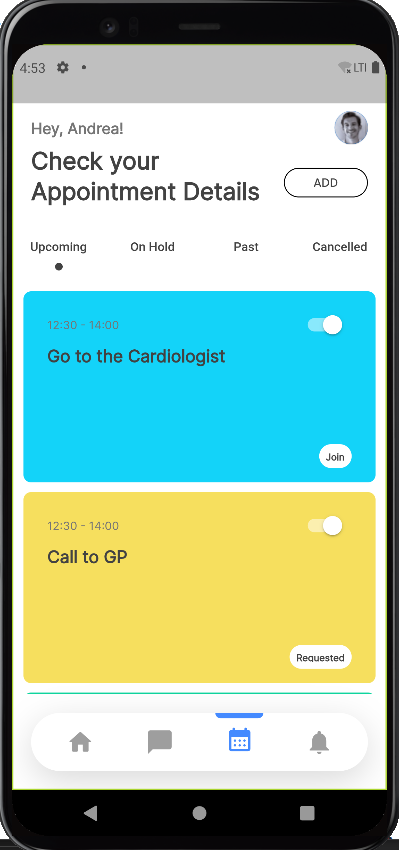 4:53
LTI
Hey, Andrea!
Check your
Appointment Details
ADD
Upcoming
On Hold
Past
Cancelled
12:30 - 14:00
Go to the Cardiologist
Join
12:30 - 14:00
Call to GP
Requested